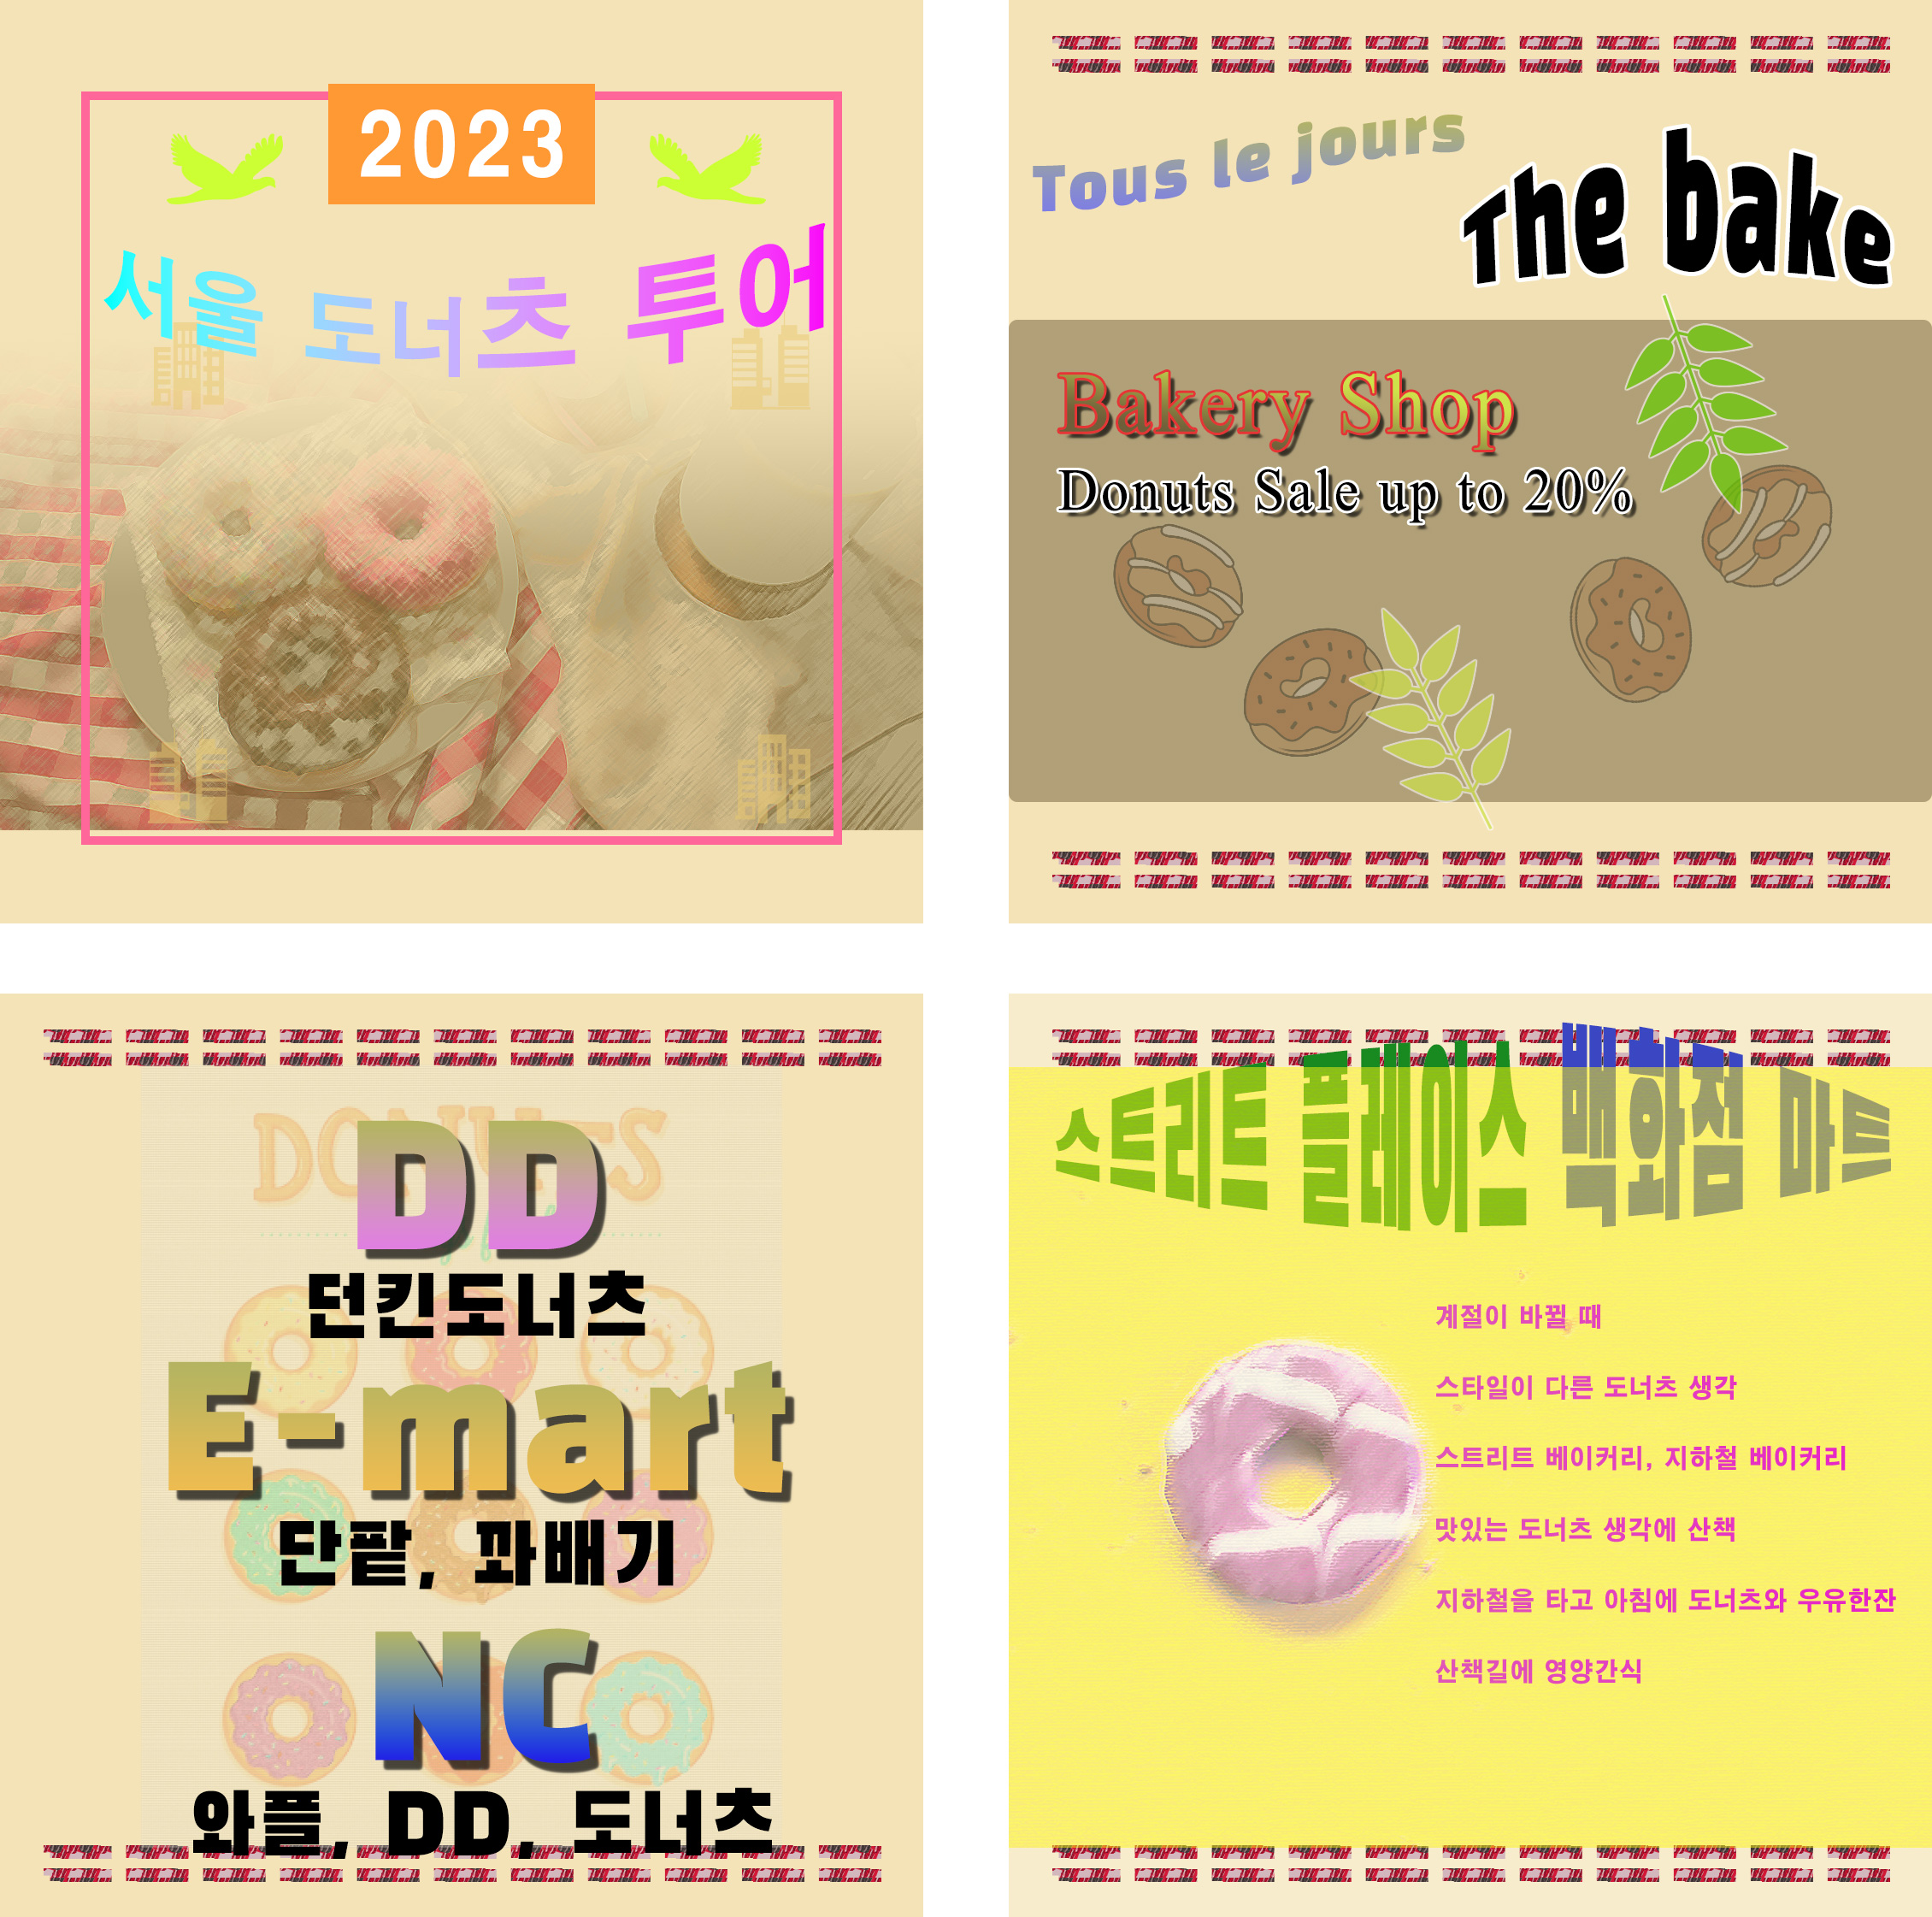 2023
서울 도너츠 투어
Tous le jours
The bake
Bakery Shop
Donuts Sale up to 20%
DONUTS
DD
던킨도너츠
E-mart
단팥, 꽈배기
NC
와플, DD, 도너츠
스트리트 플레이스 백화점 마트
계절이 바뀔 때
스타일이 다른 도너츠 생각
스트리트 베이커리, 지하철 베이커리
맛있는 도너츠 생각에 산책
지하철을 타고 아침에 도너츠와 우유한잔
산책길에 영양간식